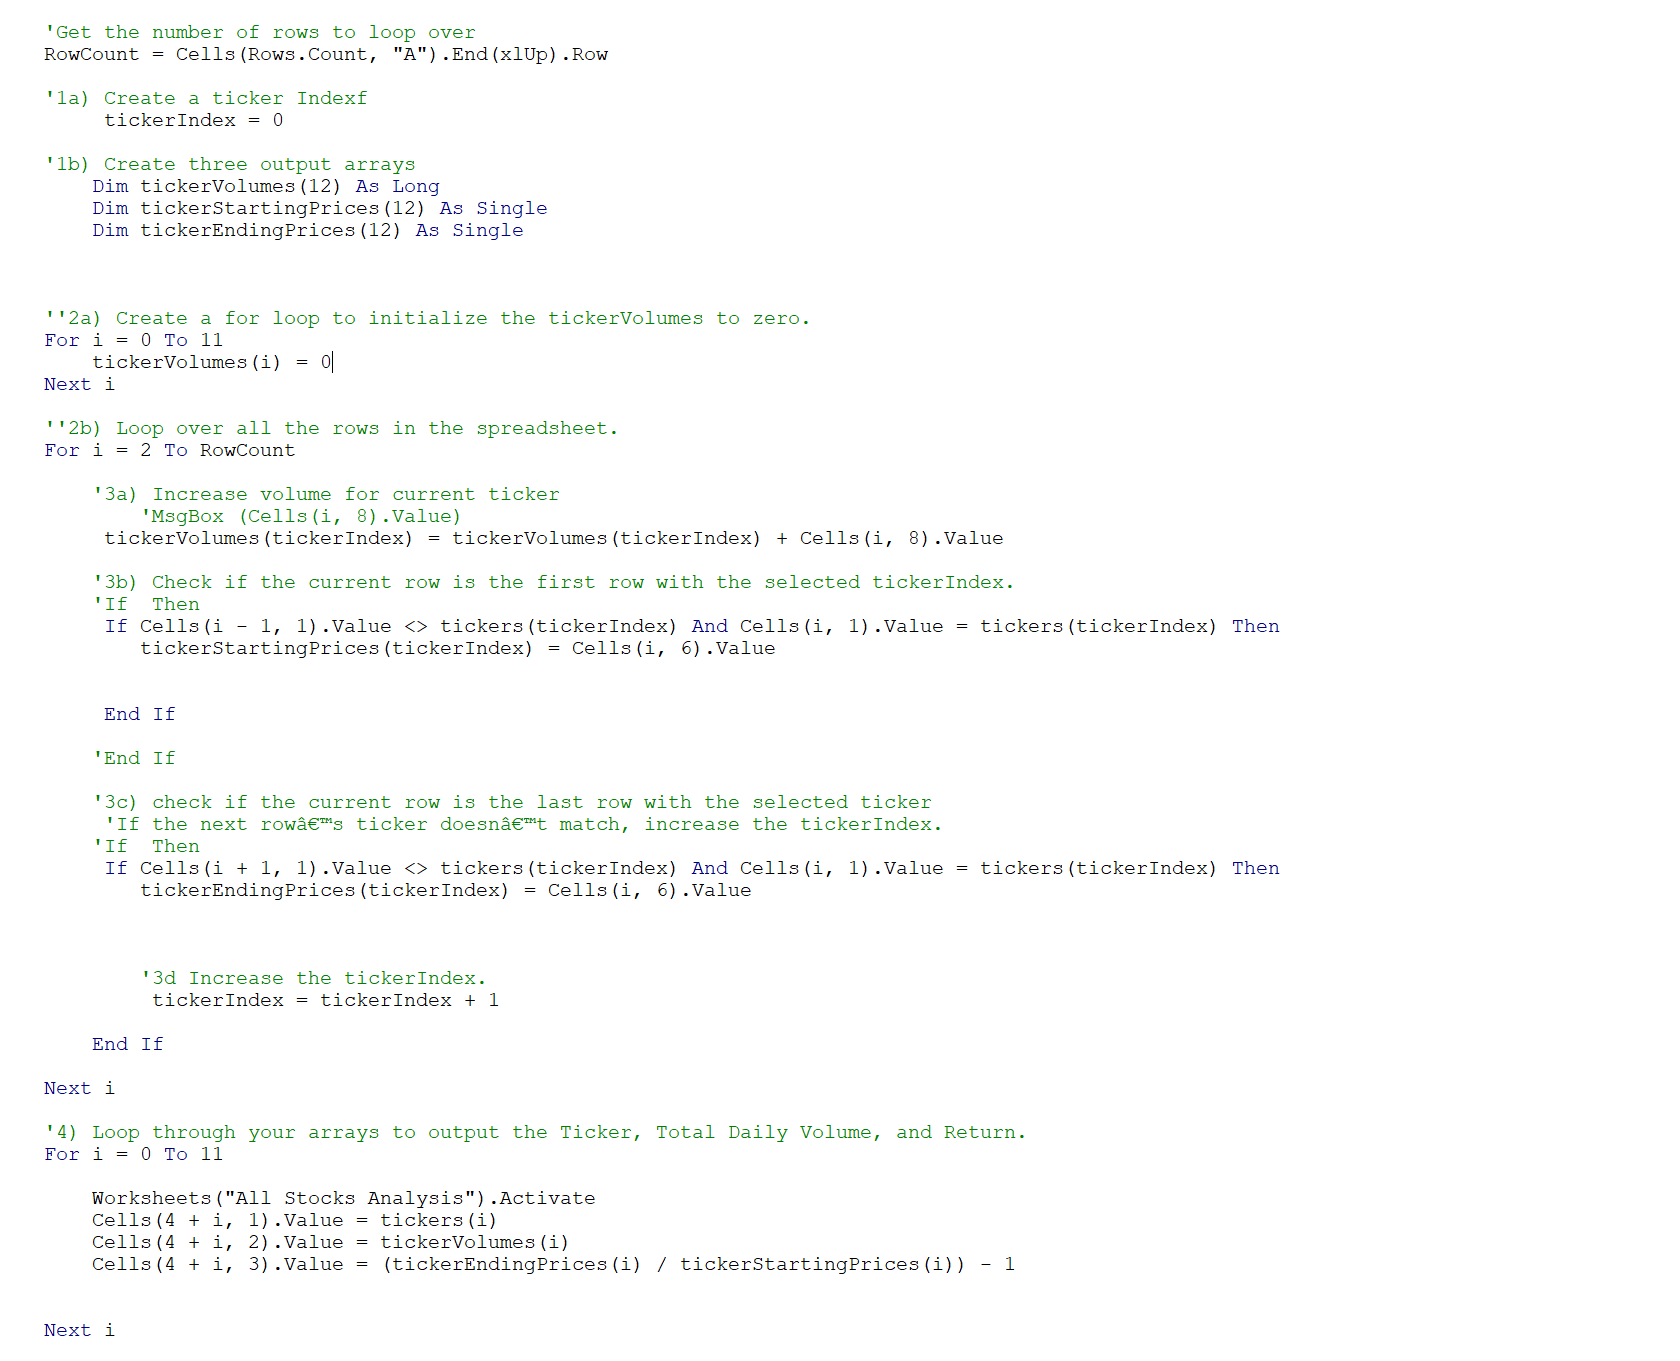 'Get the number of rows to loop over
RowCount = Cells(Rows.Count, "A").End(xlUp).Row
'1a) Create a ticker Indexf
tickerIndex = 0
'1b) Create three output arrays
Dim tickerVolumes(12) As Long
Dim tickerStartingPrices(12) As Single
Dim tickerEndingPrices(12) As Single
''2a) Create a for loop to initialize the tickerVolumes to zero.
For i = 0 To 11
tickerVolumes(i) = 0
Next i
''2b) Loop over all the rows in the spreadsheet.
For i = 2 To RowCount
'3a) Increase volume for current ticker
'MsgBox (Cells(i, 8).Value)
tickerVolumes(tickerIndex) = tickerVolumes(tickerIndex) + Cells(i, 8).Value
'3b) Check if the current row is the first row with the selected tickerIndex.
'If  Then
If Cells(i - 1, 1).Value <> tickers(tickerIndex) And Cells(i, 1).Value = tickers(tickerIndex) Then
tickerStartingPrices(tickerIndex) = Cells(i, 6).Value
End If
'End If
'3c) check if the current row is the last row with the selected ticker
'If the next rowâ€™s ticker doesnâ€™t match, increase the tickerIndex.
'If  Then
If Cells(i + 1, 1).Value <> tickers(tickerIndex) And Cells(i, 1).Value = tickers(tickerIndex) Then
tickerEndingPrices(tickerIndex) = Cells(i, 6).Value
'3d Increase the tickerIndex.
tickerIndex = tickerIndex + 1
End If
Next i
'4) Loop through your arrays to output the Ticker, Total Daily Volume, and Return.
For i = 0 To 11
Worksheets("All Stocks Analysis").Activate
Cells(4 + i, 1).Value = tickers(i)
Cells(4 + i, 2).Value = tickerVolumes(i)
Cells(4 + i, 3).Value = (tickerEndingPrices(i) / tickerStartingPrices(i)) - 1
Next i